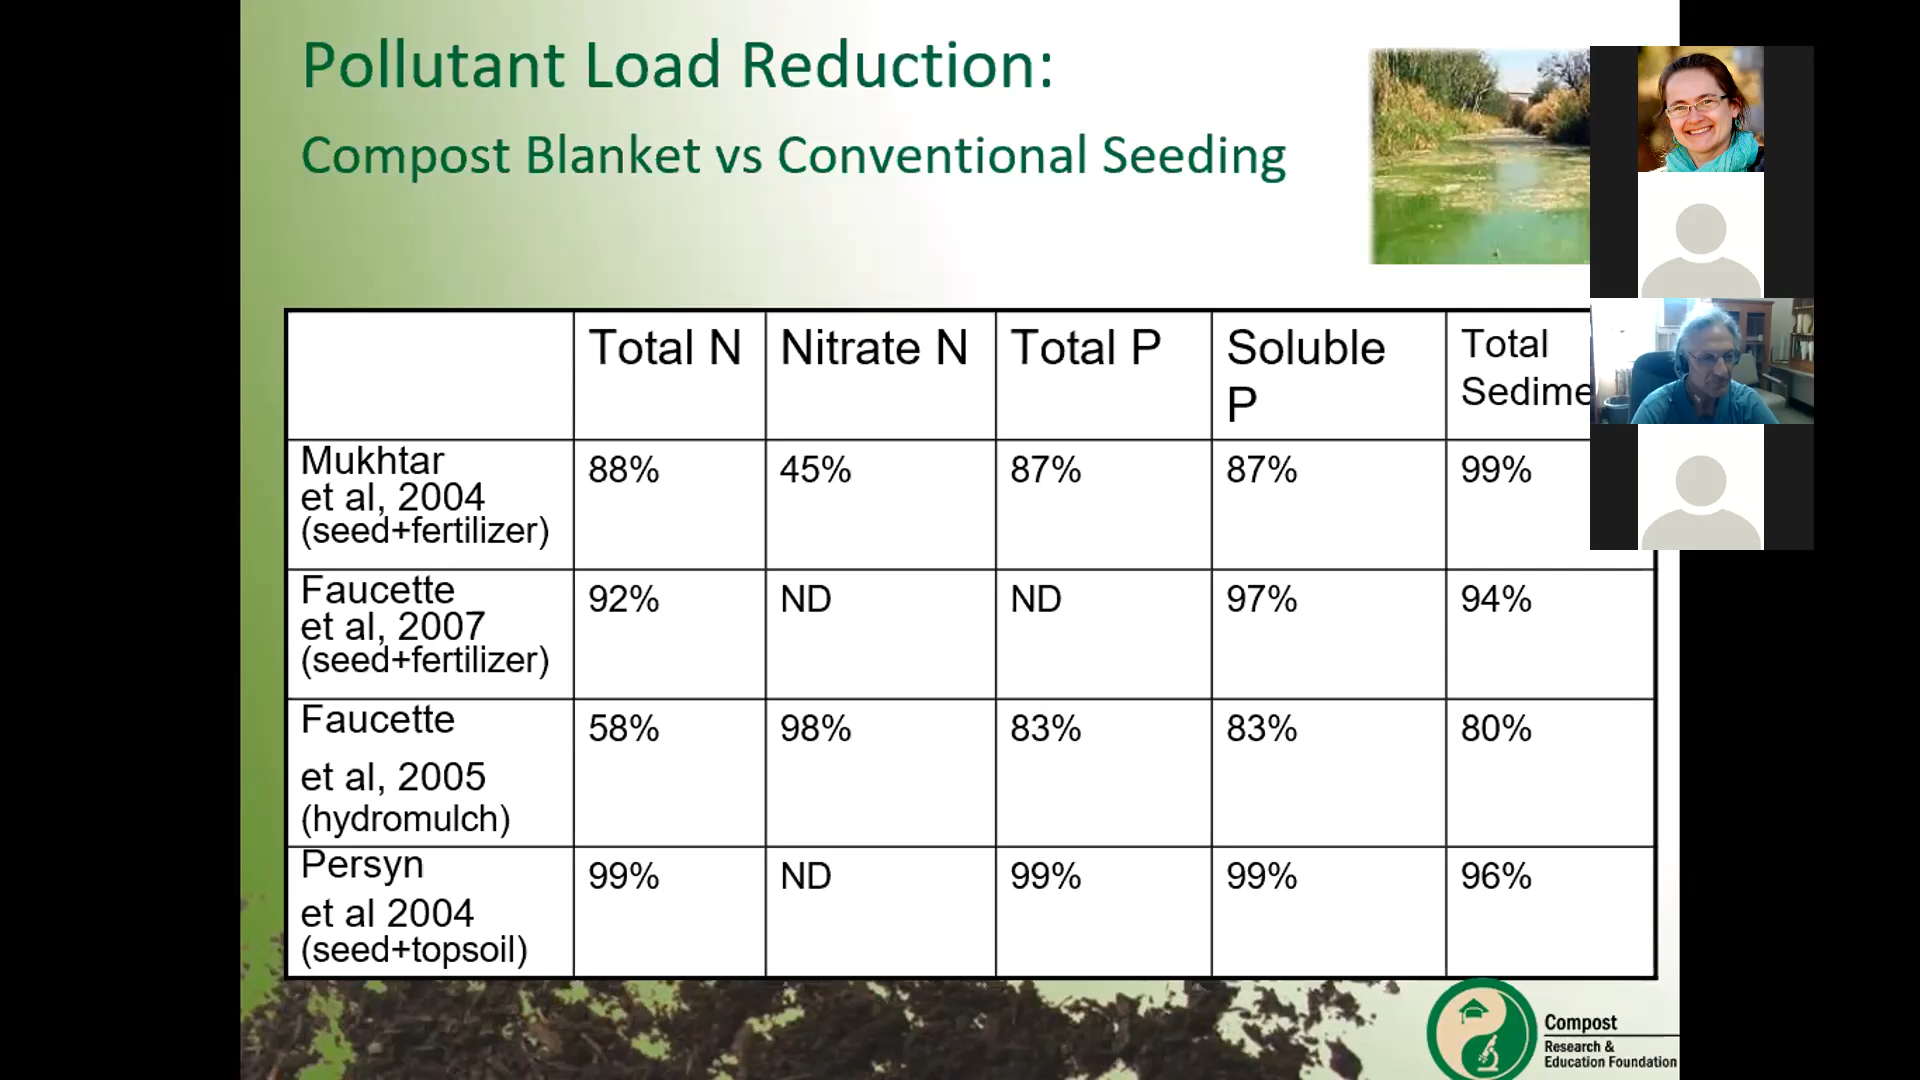 Pollutant Load Reduction:
Compost Blanket vs Conventional Seeding
Total N
Nitrate N
Total P
Soluble
P
Total
Sedime
Mukhtar
et al, 2004
(seed+fertilizer)
88%
45%
87%
87%
99%
Faucette
et al, 2007
(seed+fertilizer)
92%
ND
ND
97%
94%
Faucette
et al, 2005
(hydromulch)
58%
98%
83%
83%
80%
Persyn
et al 2004
(seed+topsoil)
99%
ND
99%
99%
96%
Compost
Research &
Education Foundation